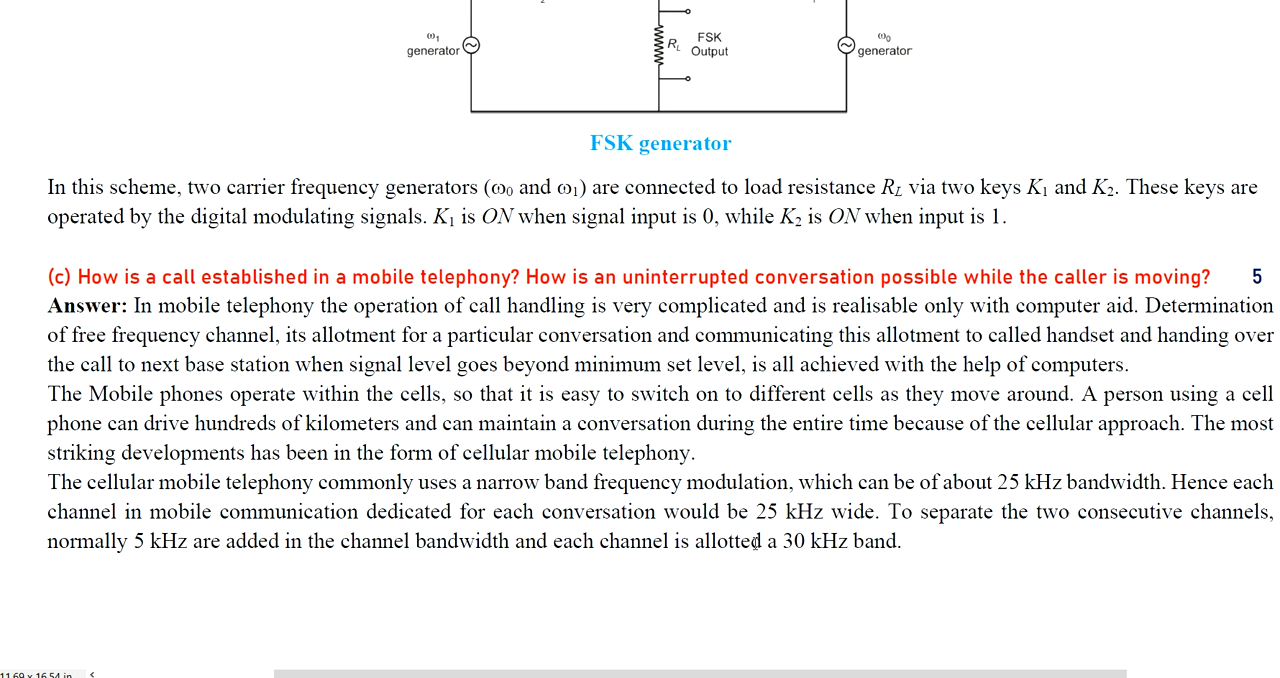 ω₁
generator
R_L
FSK
Output
ω₀
generator
FSK generator
In this scheme, two carrier frequency generators (ω₀ and ω₁) are connected to load resistance R_L via two keys K₁ and K₂. These keys are
operated by the digital modulating signals. K₁ is ON when signal input is 0, while K₂ is ON when input is 1.
(c) How is a call established in a mobile telephony? How is an uninterrupted conversation possible while the caller is moving? 5
Answer: In mobile telephony the operation of call handling is very complicated and is realisable only with computer aid. Determination
of free frequency channel, its allotment for a particular conversation and communicating this allotment to called handset and handing over
the call to next base station when signal level goes beyond minimum set level, is all achieved with the help of computers.
The Mobile phones operate within the cells, so that it is easy to switch on to different cells as they move around. A person using a cell
phone can drive hundreds of kilometers and can maintain a conversation during the entire time because of the cellular approach. The most
striking developments has been in the form of cellular mobile telephony.
The cellular mobile telephony commonly uses a narrow band frequency modulation, which can be of about 25 kHz bandwidth. Hence each
channel in mobile communication dedicated for each conversation would be 25 kHz wide. To separate the two consecutive channels,
normally 5 kHz are added in the channel bandwidth and each channel is allotted a 30 kHz band.
11.69 x 16.54 in